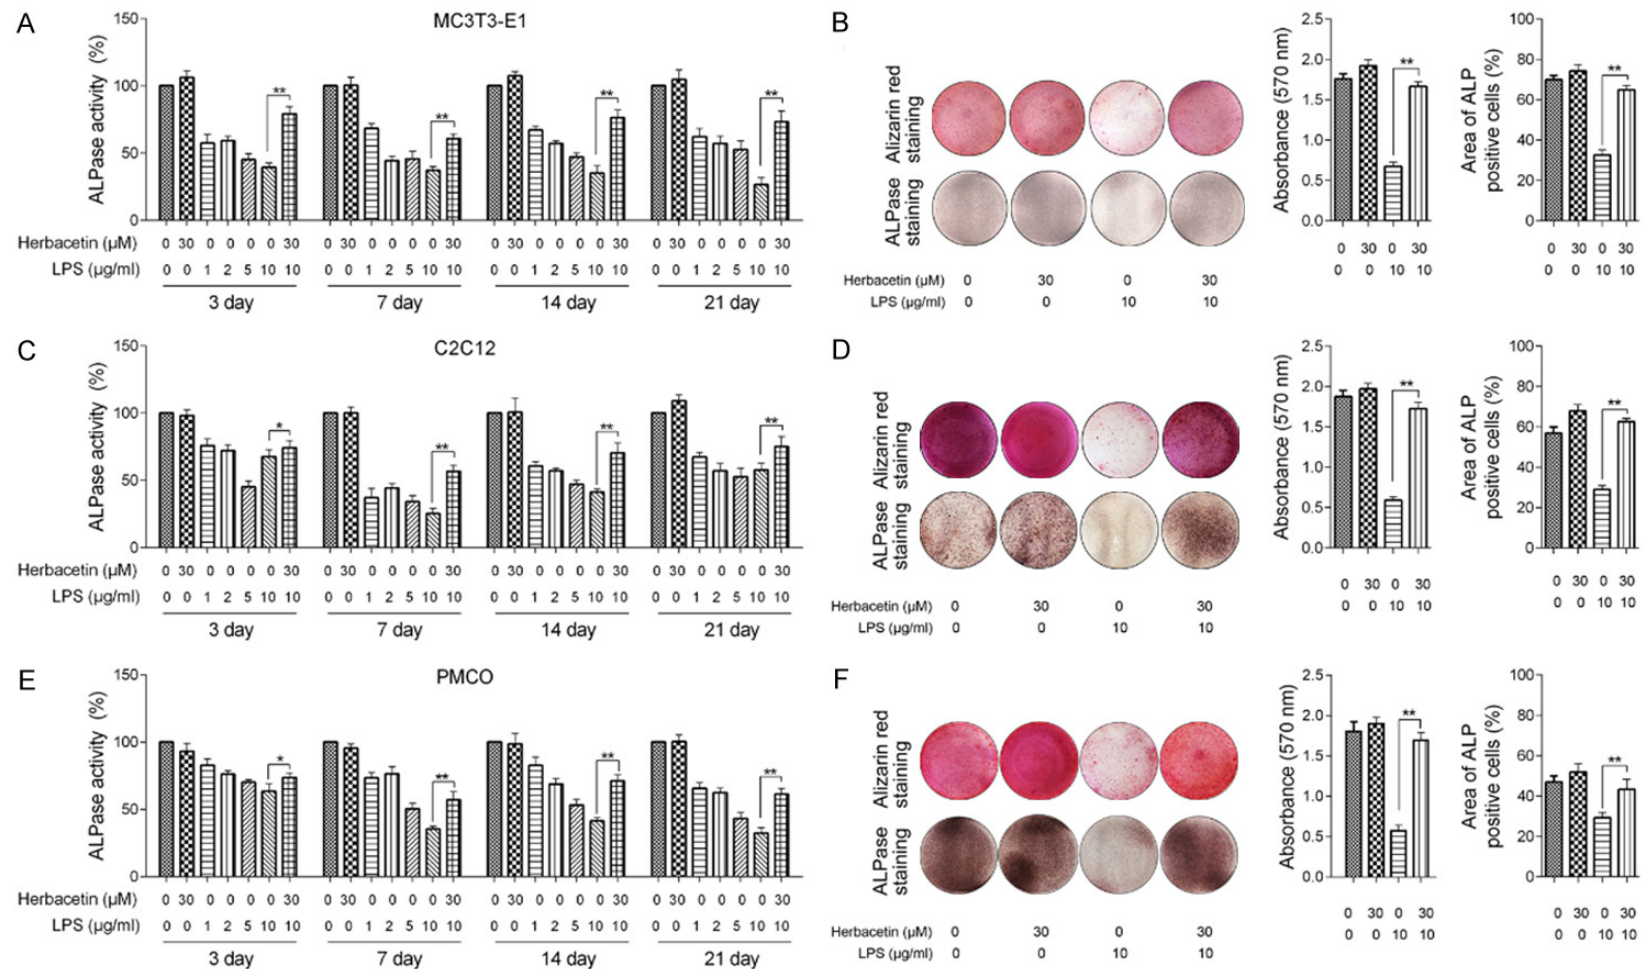 A
MC3T3-E1
ALPase activity (%)
150
100
50
0
**
**
**
**
Herbacetin (µM) 0 30 0 0 0 0 30 0 30 0 0 0 0 30 0 30 0 0 0 0 30 0 30 0 0 0 0 30
LPS (µg/ml) 0 0 1 2 5 10 10 0 0 1 2 5 10 10 0 0 1 2 5 10 10 0 0 1 2 5 10 10
3 day 7 day 14 day 21 day
B
Alizarin red
staining
ALPase
staining
Herbacetin (µM) 0 30 0 30
LPS (µg/ml) 0 0 10 10
Absorbance (570 nm)
2.5
2.0
1.5
1.0
0.5
0.0
**
0 30 0 30
0 0 10 10
Area of ALP
positive cells (%)
100
80
60
40
20
0
**
0 30 0 30
0 0 10 10
C
C2C12
ALPase activity (%)
150
100
50
0
*
**
**
**
Herbacetin (µM) 0 30 0 0 0 0 30 0 30 0 0 0 0 30 0 30 0 0 0 0 30 0 30 0 0 0 0 30
LPS (µg/ml) 0 0 1 2 5 10 10 0 0 1 2 5 10 10 0 0 1 2 5 10 10 0 0 1 2 5 10 10
3 day 7 day 14 day 21 day
D
Alizarin red
staining
ALPase
staining
Herbacetin (µM) 0 30 0 30
LPS (µg/ml) 0 0 10 10
Absorbance (570 nm)
2.5
2.0
1.5
1.0
0.5
0.0
**
0 30 0 30
0 0 10 10
Area of ALP
positive cells (%)
100
80
60
40
20
0
**
0 30 0 30
0 0 10 10
E
PMCO
ALPase activity (%)
150
100
50
0
*
**
**
**
Herbacetin (µM) 0 30 0 0 0 0 30 0 30 0 0 0 0 30 0 30 0 0 0 0 30 0 30 0 0 0 0 30
LPS (µg/ml) 0 0 1 2 5 10 10 0 0 1 2 5 10 10 0 0 1 2 5 10 10 0 0 1 2 5 10 10
3 day 7 day 14 day 21 day
F
Alizarin red
staining
ALPase
staining
Herbacetin (µM) 0 30 0 30
LPS (µg/ml) 0 0 10 10
Absorbance (570 nm)
2.5
2.0
1.5
1.0
0.5
0.0
**
0 30 0 30
0 0 10 10
Area of ALP
positive cells (%)
100
80
60
40
20
0
**
0 30 0 30
0 0 10 10